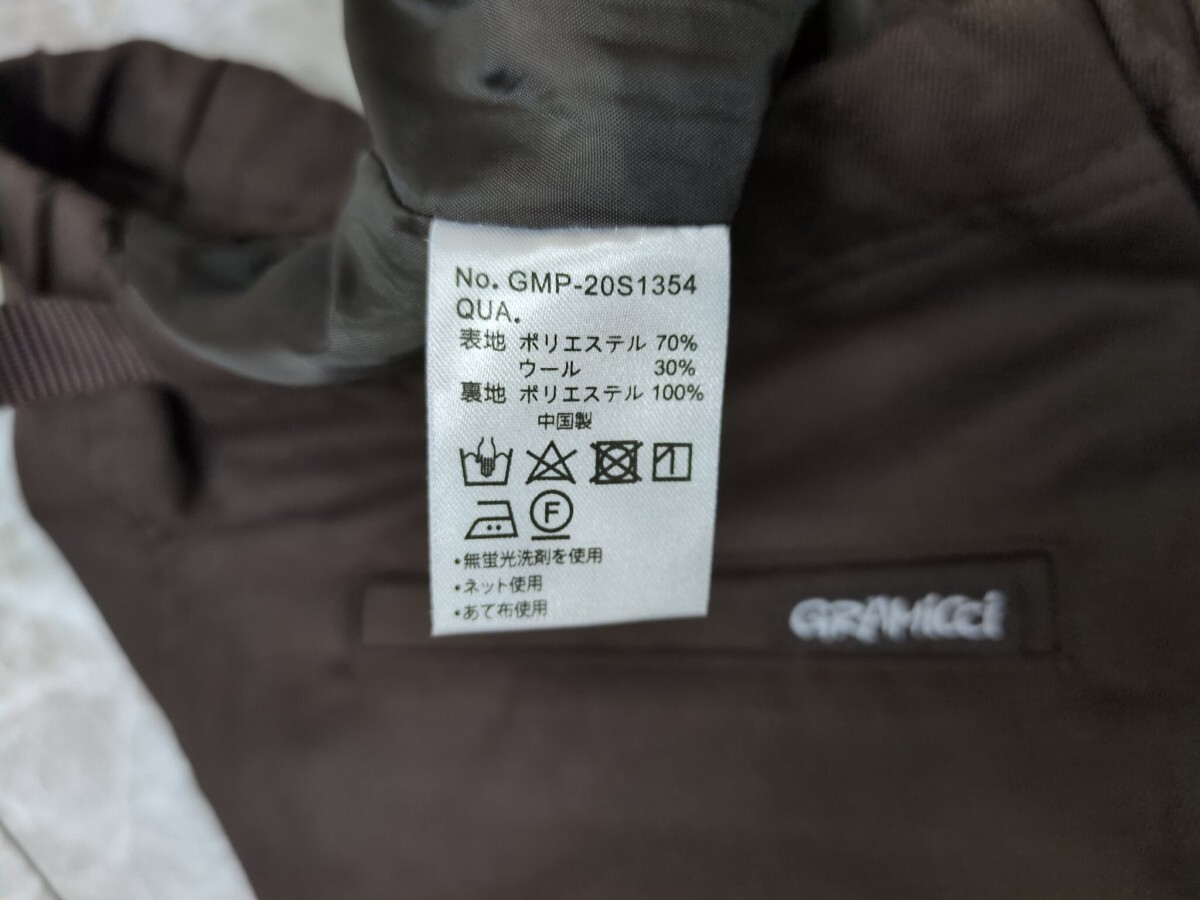 No. GMP-20S1354
QUA.
表地 ポリエステル 70%
ウール 30%
裏地 ポリエステル 100%
中国製
F
・無蛍光洗剤を使用
・ネット使用
・あて布使用
GRAMiCCi